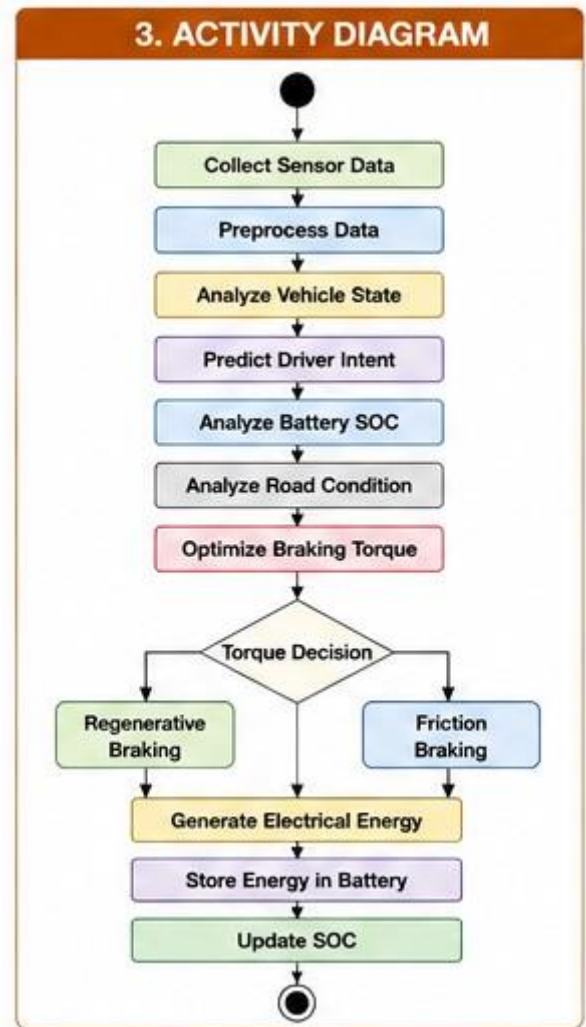 3. ACTIVITY DIAGRAM
Collect Sensor Data
Preprocess Data
Analyze Vehicle State
Predict Driver Intent
Analyze Battery SOC
Analyze Road Condition
Optimize Braking Torque
Torque Decision
Regenerative
Braking
Friction
Braking
Generate Electrical Energy
Store Energy in Battery
Update SOC